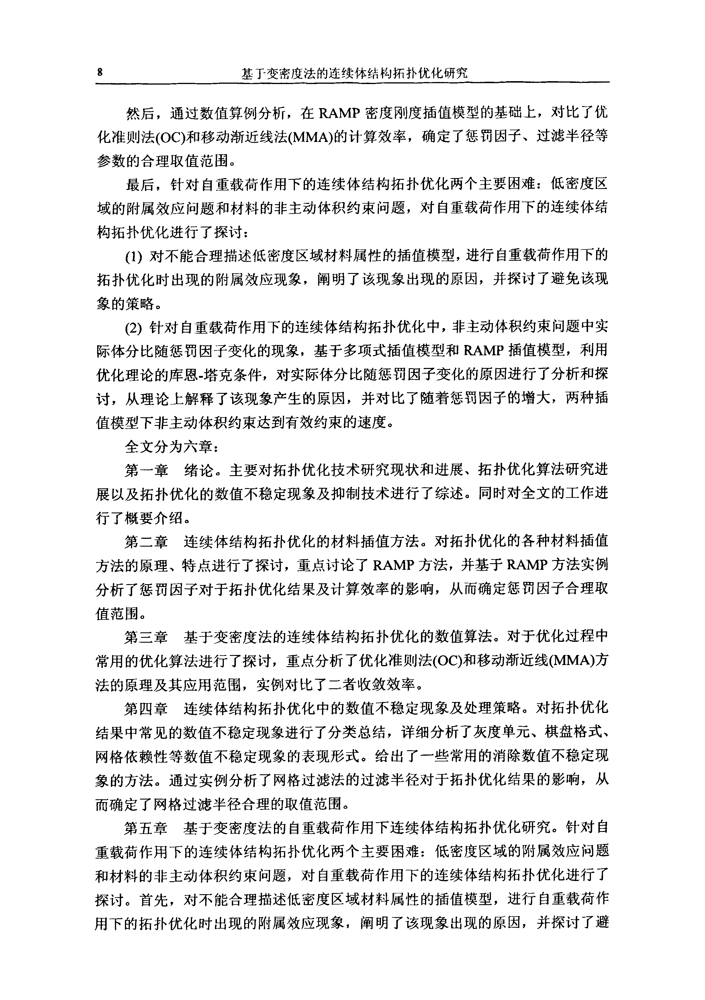 8 基于变密度法的连续体结构拓扑优化研究
然后，通过数值算例分析，在 RAMP 密度刚度插值模型的基础上，对比了优
化准则法(OC)和移动渐近线法(MMA)的计算效率，确定了惩罚因子、过滤半径等
参数的合理取值范围。
最后，针对自重载荷作用下的连续体结构拓扑优化两个主要困难：低密度区
域的附属效应问题和材料的非主动体积约束问题，对自重载荷作用下的连续体结
构拓扑优化进行了探讨：
(1) 对不能合理描述低密度区域材料属性的插值模型，进行自重载荷作用下的
拓扑优化时出现的附属效应现象，阐明了该现象出现的原因，并探讨了避免该现
象的策略。
(2) 针对自重载荷作用下的连续体结构拓扑优化中，非主动体积约束问题中实
际体分比随惩罚因子变化的现象，基于多项式插值模型和 RAMP 插值模型，利用
优化理论的库恩-塔克条件，对实际体分比随惩罚因子变化的原因进行了分析和探
讨，从理论上解释了该现象产生的原因，并对比了随着惩罚因子的增大，两种插
值模型下非主动体积约束达到有效约束的速度。
全文分为六章：
第一章 绪论。主要对拓扑优化技术研究现状和进展、拓扑优化算法研究进
展以及拓扑优化的数值不稳定现象及抑制技术进行了综述。同时对全文的工作进
行了概要介绍。
第二章 连续体结构拓扑优化的材料插值方法。对拓扑优化的各种材料插值
方法的原理、特点进行了探讨，重点讨论了 RAMP 方法，并基于 RAMP 方法实例
分析了惩罚因子对于拓扑优化结果及计算效率的影响，从而确定惩罚因子合理取
值范围。
第三章 基于变密度法的连续体结构拓扑优化的数值算法。对于优化过程中
常用的优化算法进行了探讨，重点分析了优化准则法(OC)和移动渐近线(MMA)方
法的原理及其应用范围，实例对比了二者收敛效率。
第四章 连续体结构拓扑优化中的数值不稳定现象及处理策略。对拓扑优化
结果中常见的数值不稳定现象进行了分类总结，详细分析了灰度单元、棋盘格式、
网格依赖性等数值不稳定现象的表现形式。给出了一些常用的消除数值不稳定现
象的方法。通过实例分析了网格过滤法的过滤半径对于拓扑优化结果的影响，从
而确定了网格过滤半径合理的取值范围。
第五章 基于变密度法的自重载荷作用下连续体结构拓扑优化研究。针对自
重载荷作用下的连续体结构拓扑优化两个主要困难：低密度区域的附属效应问题
和材料的非主动体积约束问题，对自重载荷作用下的连续体结构拓扑优化进行了
探讨。首先，对不能合理描述低密度区域材料属性的插值模型，进行自重载荷作
用下的拓扑优化时出现的附属效应现象，阐明了该现象出现的原因，并探讨了避